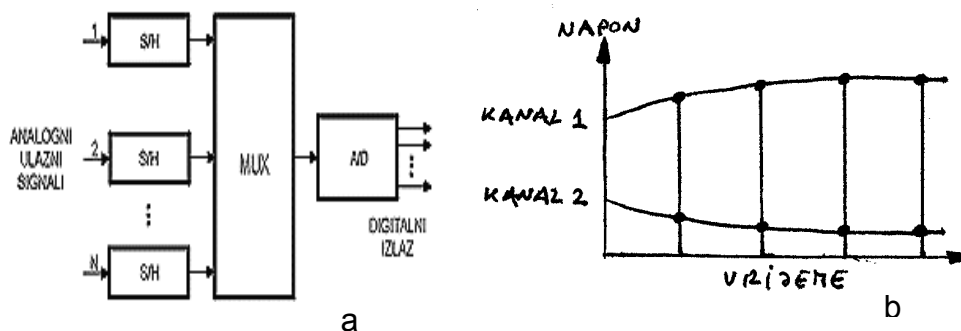 1
S/H
ANALOGNI
ULAZNI
SIGNALI
2
S/H
N
S/H
MUX
A/D
DIGITALNI
IZLAZ
a
NAPON
KANAL 1
KANAL 2
VRIJEME
b